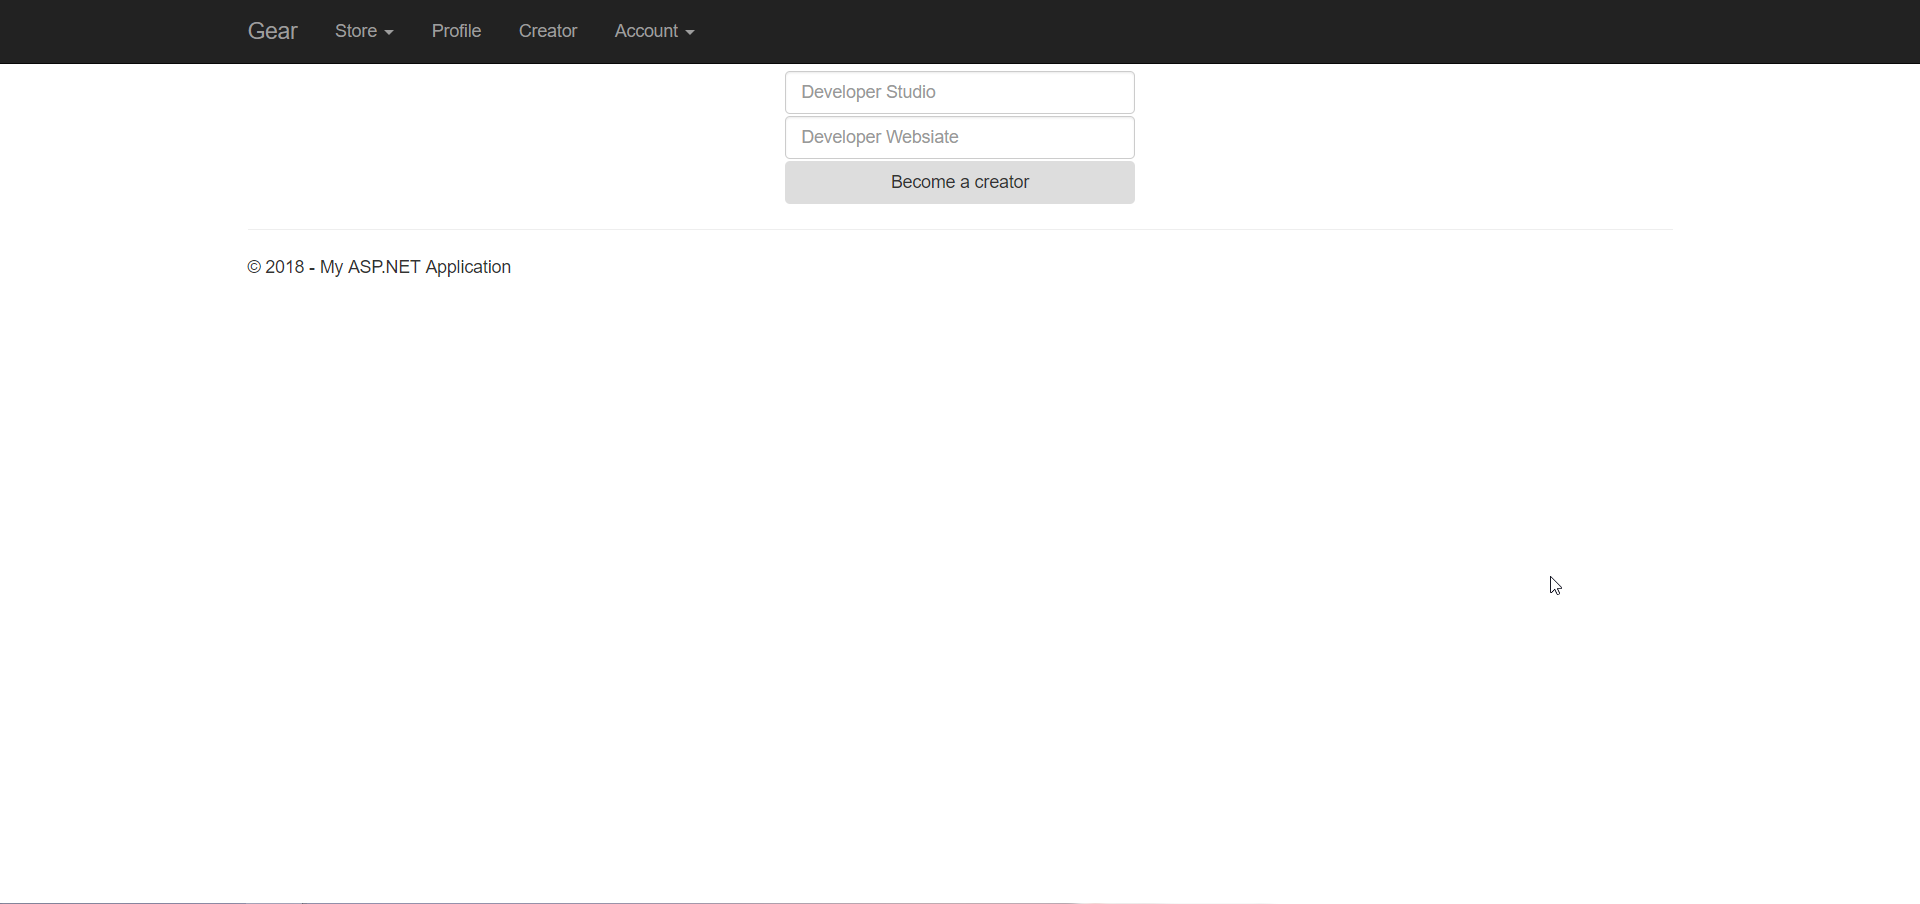 Gear Store Profile Creator Account
Developer Studio
Developer Websiate
Become a creator
© 2018 - My ASP.NET Application